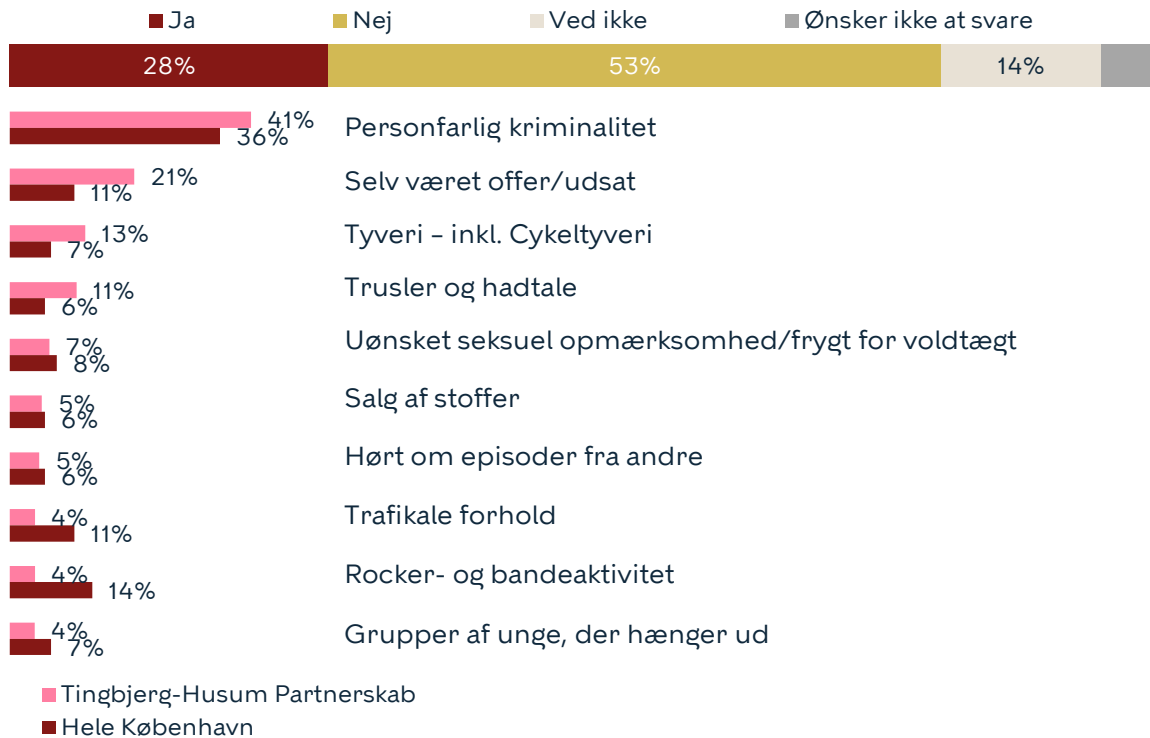 Ja Nej Ved ikke Ønsker ikke at svare
28% 53% 14%
41% Personfarlig kriminalitet
36%
21% Selv været offer/udsat
11%
13% Tyveri – inkl. Cykeltyveri
7%
11% Trusler og hadtale
6%
7% Uønsket seksuel opmærksomhed/frygt for voldtægt
8%
5% Salg af stoffer
6%
5% Hørt om episoder fra andre
6%
4% Trafikale forhold
11%
4% Rocker- og bandeaktivitet
14%
4% Grupper af unge, der hænger ud
7%
Tingbjerg-Husum Partnerskab
Hele København